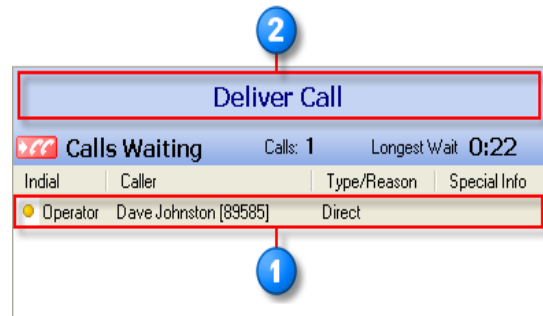 2
Deliver Call
Calls Waiting Calls: 1 Longest Wait 0:22
Indial Caller Type/Reason Special Info
Operator Dave Johnston [89585] Direct
1